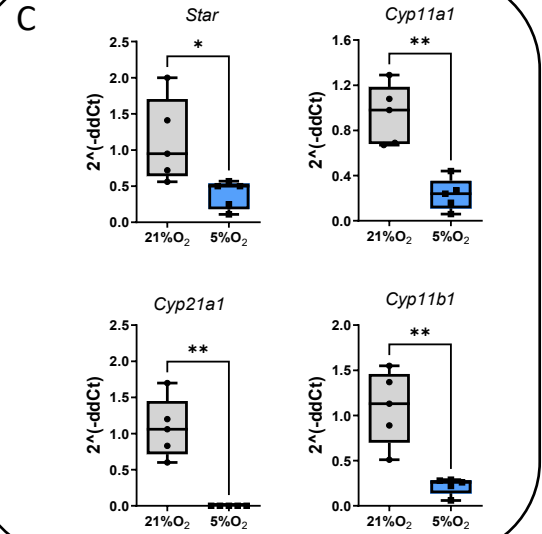 C
Star
2^(-ddCt)
2.5
2.0
1.5
1.0
0.5
0.0
*
21%O₂ 5%O₂
Cyp11a1
2^(-ddCt)
1.6
1.2
0.8
0.4
0.0
**
21%O₂ 5%O₂
Cyp21a1
2^(-ddCt)
2.5
2.0
1.5
1.0
0.5
0.0
**
21%O₂ 5%O₂
Cyp11b1
2^(-ddCt)
2.0
1.5
1.0
0.5
0.0
**
21%O₂ 5%O₂